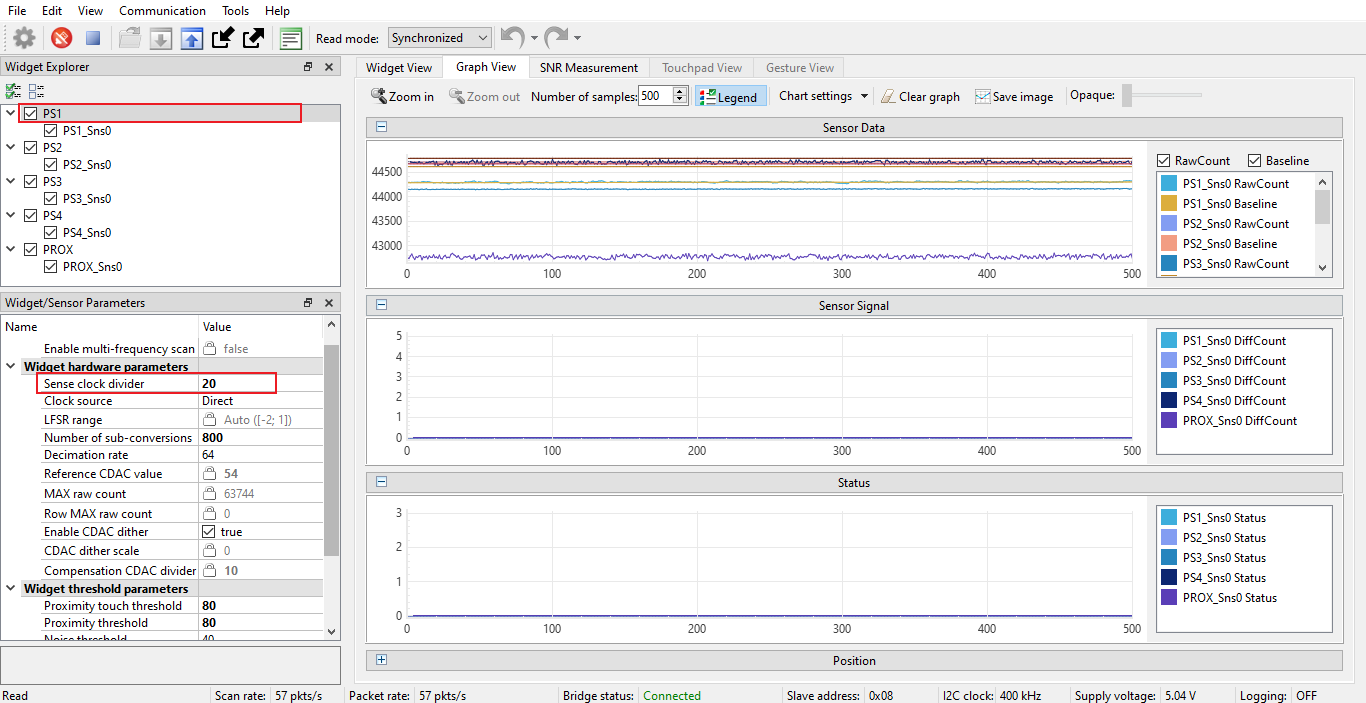 File Edit View Communication Tools Help
Read mode: Synchronized
Widget Explorer
PS1
PS1_Sns0
PS2
PS2_Sns0
PS3
PS3_Sns0
PS4
PS4_Sns0
PROX
PROX_Sns0
Widget/Sensor Parameters
Name Value
Enable multi-frequency scan false
Widget hardware parameters
Sense clock divider 20
Clock source Direct
LFSR range Auto ([-2; 1])
Number of sub-conversions 800
Decimation rate 64
Reference CDAC value 54
MAX raw count 63744
Row MAX raw count 0
Enable CDAC dither true
CDAC dither scale 0
Compensation CDAC divider 10
Widget threshold parameters
Proximity touch threshold 80
Proximity threshold 80
Noise threshold 40
Widget View Graph View SNR Measurement Touchpad View Gesture View
Zoom in Zoom out Number of samples: 500 Legend Chart settings Clear graph Save image Opaque:
Sensor Data
44500
44000
43500
43000
0 100 200 300 400 500
RawCount Baseline
PS1_Sns0 RawCount
PS1_Sns0 Baseline
PS2_Sns0 RawCount
PS2_Sns0 Baseline
PS3_Sns0 RawCount
Sensor Signal
5
4
3
2
1
0
0 100 200 300 400 500
PS1_Sns0 DiffCount
PS2_Sns0 DiffCount
PS3_Sns0 DiffCount
PS4_Sns0 DiffCount
PROX_Sns0 DiffCount
Status
3
2
1
0
0 100 200 300 400 500
PS1_Sns0 Status
PS2_Sns0 Status
PS3_Sns0 Status
PS4_Sns0 Status
PROX_Sns0 Status
Position
Read Scan rate: 57 pkts/s Packet rate: 57 pkts/s Bridge status: Connected Slave address: 0x08 I2C clock: 400 kHz Supply voltage: 5.04 V Logging: OFF